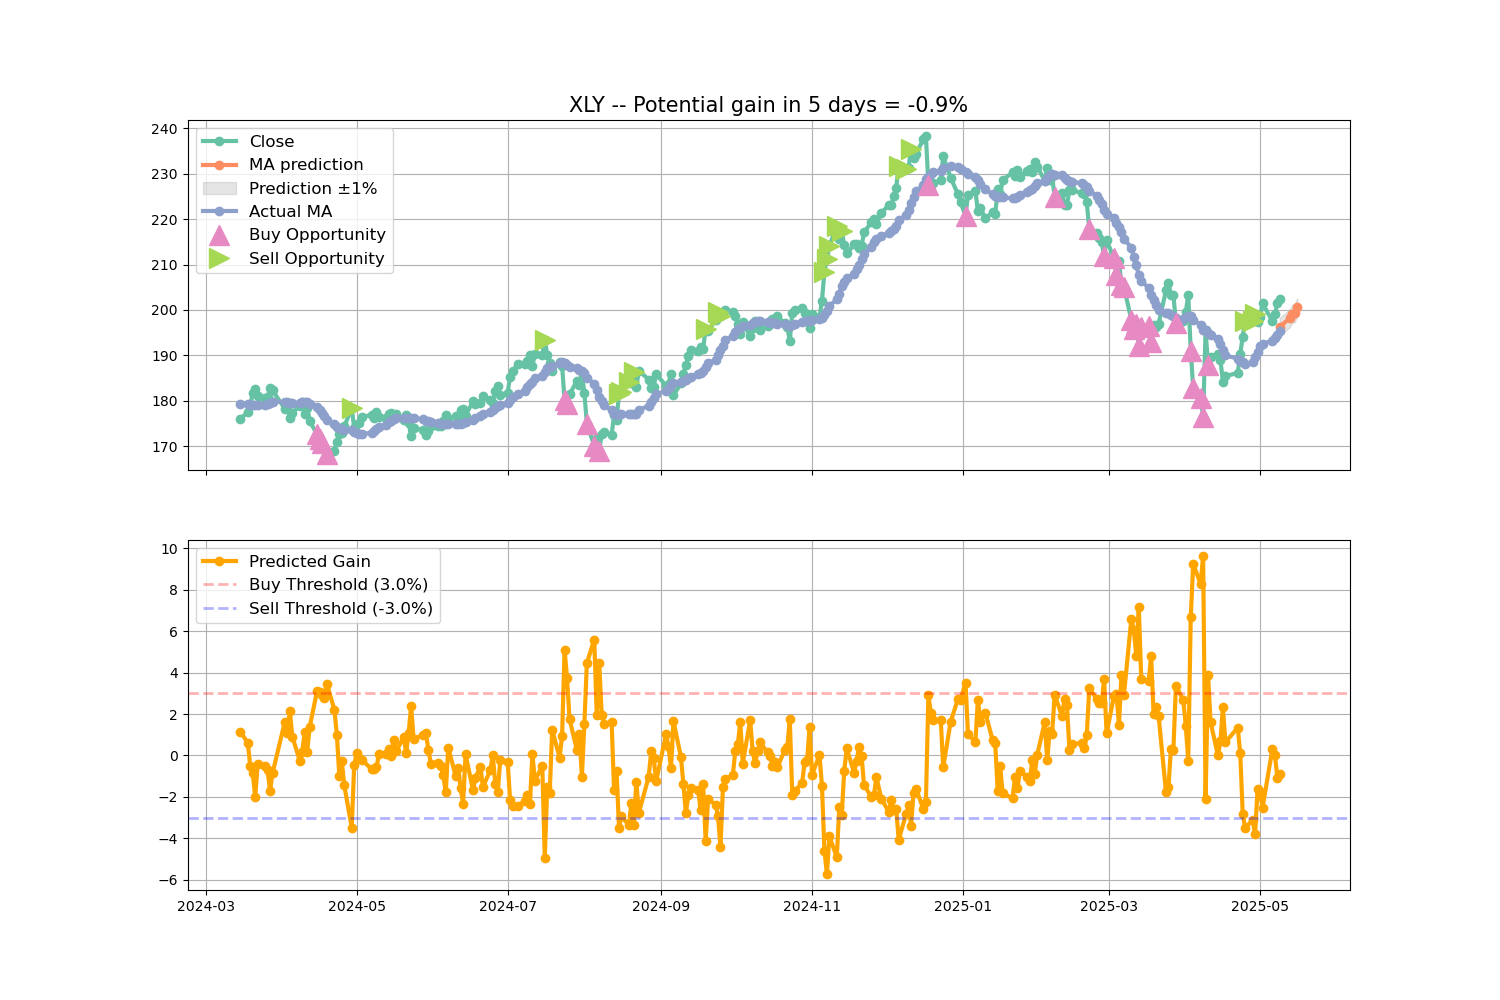 XLY -- Potential gain in 5 days = -0.9%
240
230
220
210
200
190
180
170
Close
MA prediction
Prediction ±1%
Actual MA
Buy Opportunity
Sell Opportunity
10
8
6
4
2
0
−2
−4
−6
Predicted Gain
Buy Threshold (3.0%)
Sell Threshold (-3.0%)
2024-03
2024-05
2024-07
2024-09
2024-11
2025-01
2025-03
2025-05